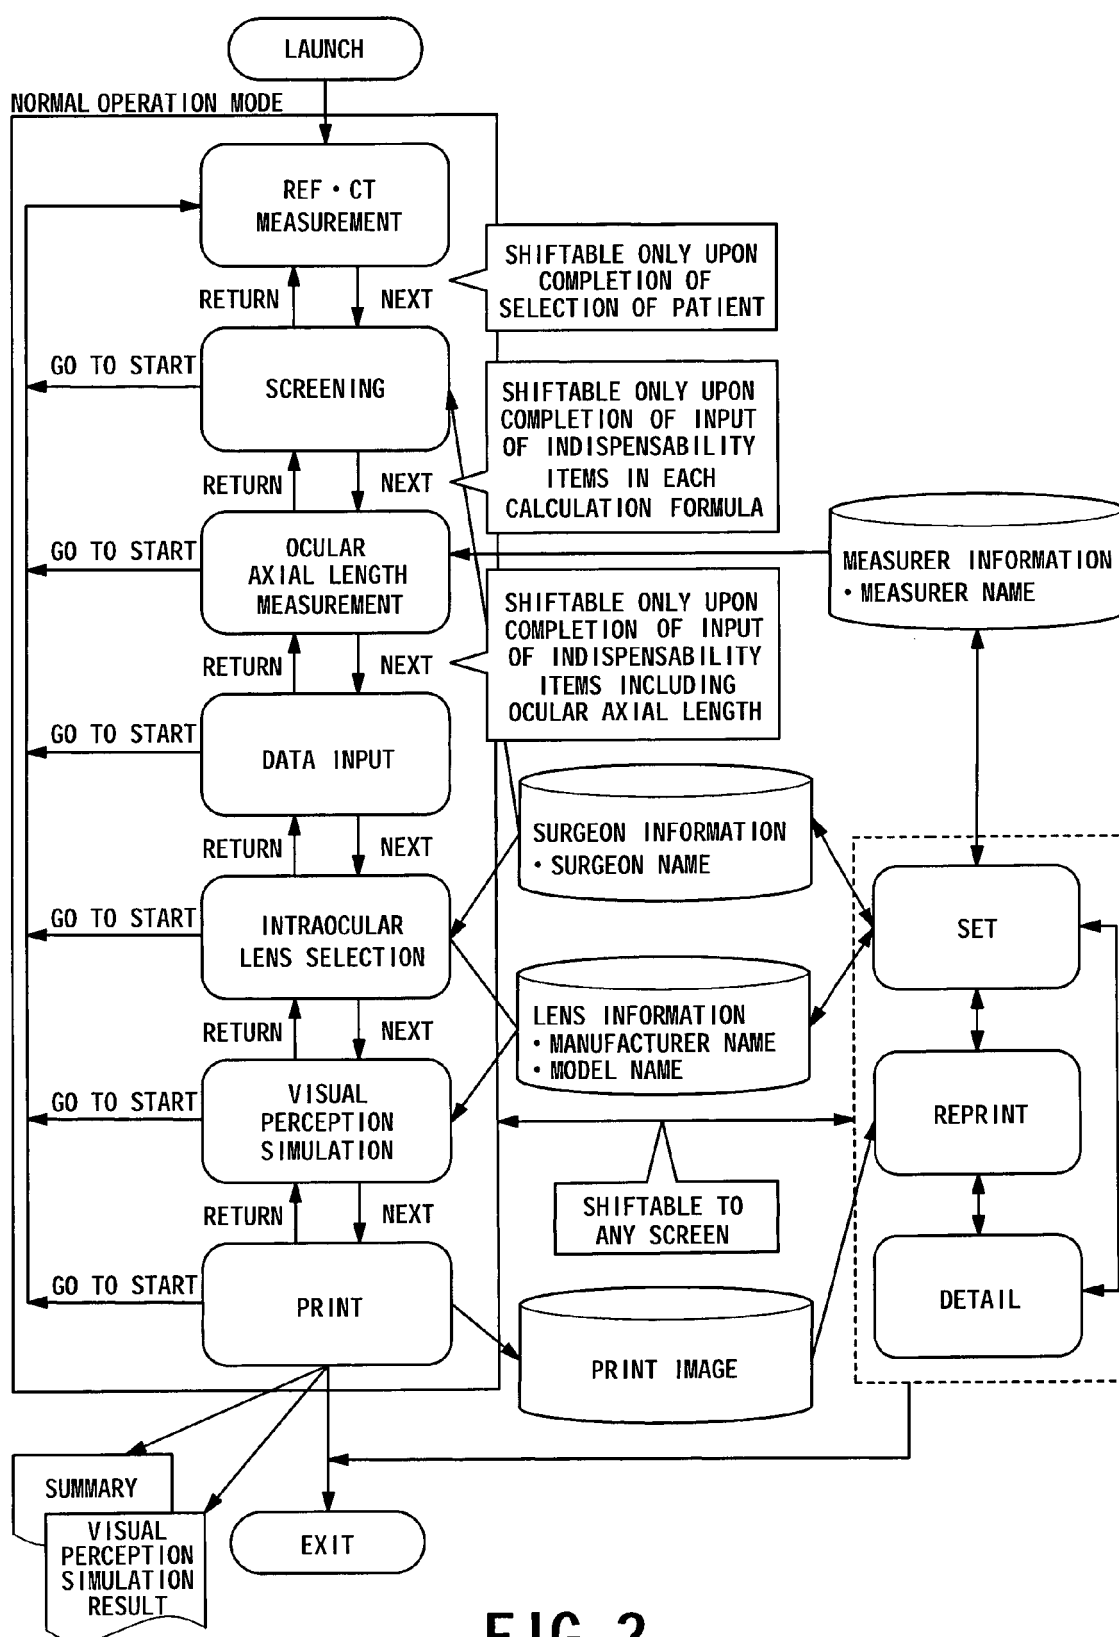 LAUNCH
NORMAL OPERATION MODE
REF・CT
MEASUREMENT
SHIFTABLE ONLY UPON
COMPLETION OF
SELECTION OF PATIENT
RETURN
NEXT
GO TO START
SCREENING
SHIFTABLE ONLY UPON
COMPLETION OF INPUT
OF INDISPENSABILITY
ITEMS IN EACH
CALCULATION FORMULA
RETURN
NEXT
GO TO START
OCULAR
AXIAL LENGTH
MEASUREMENT
MEASURER INFORMATION
・MEASURER NAME
SHIFTABLE ONLY UPON
COMPLETION OF INPUT
OF INDISPENSABILITY
ITEMS INCLUDING
OCULAR AXIAL LENGTH
RETURN
NEXT
GO TO START
DATA INPUT
SURGEON INFORMATION
・SURGEON NAME
RETURN
NEXT
GO TO START
INTRAOCULAR
LENS SELECTION
SET
LENS INFORMATION
・MANUFACTURER NAME
・MODEL NAME
RETURN
NEXT
GO TO START
VISUAL
PERCEPTION
SIMULATION
REPRINT
SHIFTABLE TO
ANY SCREEN
RETURN
NEXT
GO TO START
PRINT
DETAIL
PRINT IMAGE
SUMMARY
VISUAL
PERCEPTION
SIMULATION
RESULT
EXIT
FIG.2